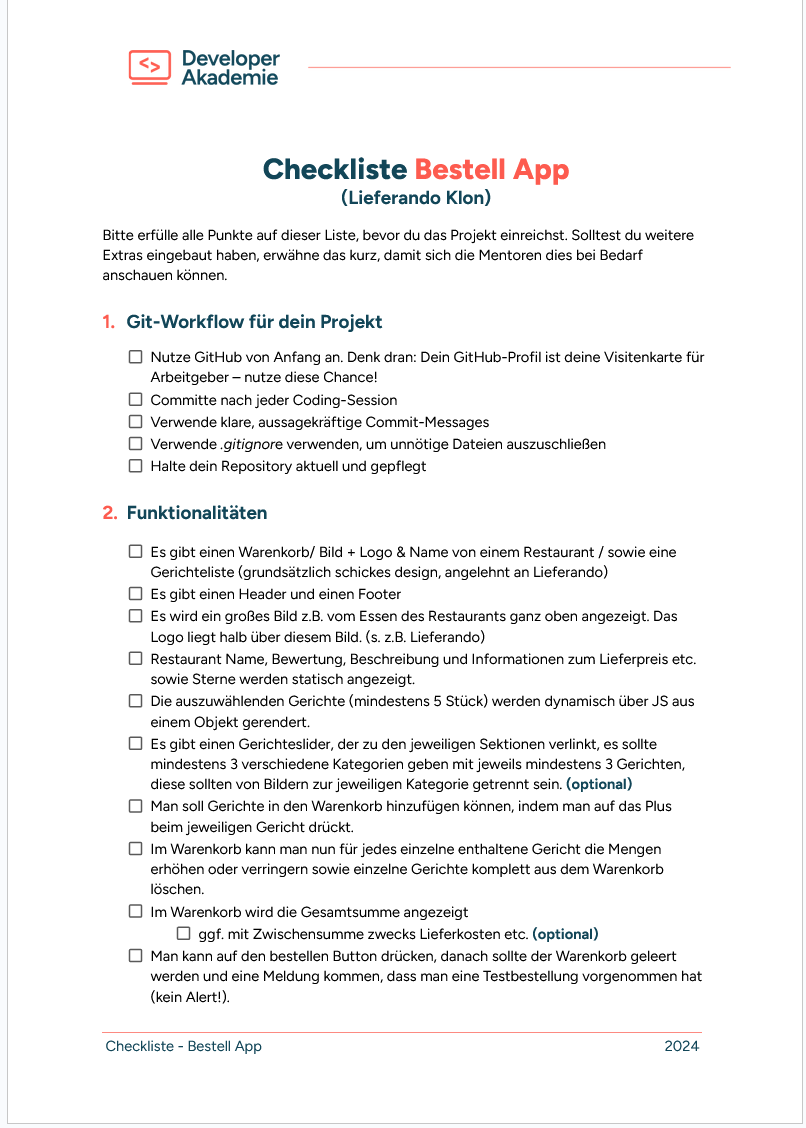 Developer
Akademie
Checkliste Bestell App
(Lieferando Klon)
Bitte erfülle alle Punkte auf dieser Liste, bevor du das Projekt einreichst. Solltest du weitere
Extras eingebaut haben, erwähne das kurz, damit sich die Mentoren dies bei Bedarf
anschauen können.
1. Git-Workflow für dein Projekt
Nutze GitHub von Anfang an. Denk dran: Dein GitHub-Profil ist deine Visitenkarte für
Arbeitgeber – nutze diese Chance!
Committe nach jeder Coding-Session
Verwende klare, aussagekräftige Commit-Messages
Verwende .gitignore verwenden, um unnötige Dateien auszuschließen
Halte dein Repository aktuell und gepflegt
2. Funktionalitäten
Es gibt einen Warenkorb/ Bild + Logo & Name von einem Restaurant / sowie eine
Gerichteliste (grundsätzlich schickes design, angelehnt an Lieferando)
Es gibt einen Header und einen Footer
Es wird ein großes Bild z.B. vom Essen des Restaurants ganz oben angezeigt. Das
Logo liegt halb über diesem Bild. (s. z.B. Lieferando)
Restaurant Name, Bewertung, Beschreibung und Informationen zum Lieferpreis etc.
sowie Sterne werden statisch angezeigt.
Die auszuwählenden Gerichte (mindestens 5 Stück) werden dynamisch über JS aus
einem Objekt gerendert.
Es gibt einen Gerichteslider, der zu den jeweiligen Sektionen verlinkt, es sollte
mindestens 3 verschiedene Kategorien geben mit jeweils mindestens 3 Gerichten,
diese sollten von Bildern zur jeweiligen Kategorie getrennt sein. (optional)
Man soll Gerichte in den Warenkorb hinzufügen können, indem man auf das Plus
beim jeweiligen Gericht drückt.
Im Warenkorb kann man nun für jedes einzelne enthaltene Gericht die Mengen
erhöhen oder verringern sowie einzelne Gerichte komplett aus dem Warenkorb
löschen.
Im Warenkorb wird die Gesamtsumme angezeigt
ggf. mit Zwischensumme zwecks Lieferkosten etc. (optional)
Man kann auf den bestellen Button drücken, danach sollte der Warenkorb geleert
werden und eine Meldung kommen, dass man eine Testbestellung vorgenommen hat
(kein Alert!).
Checkliste - Bestell App 2024